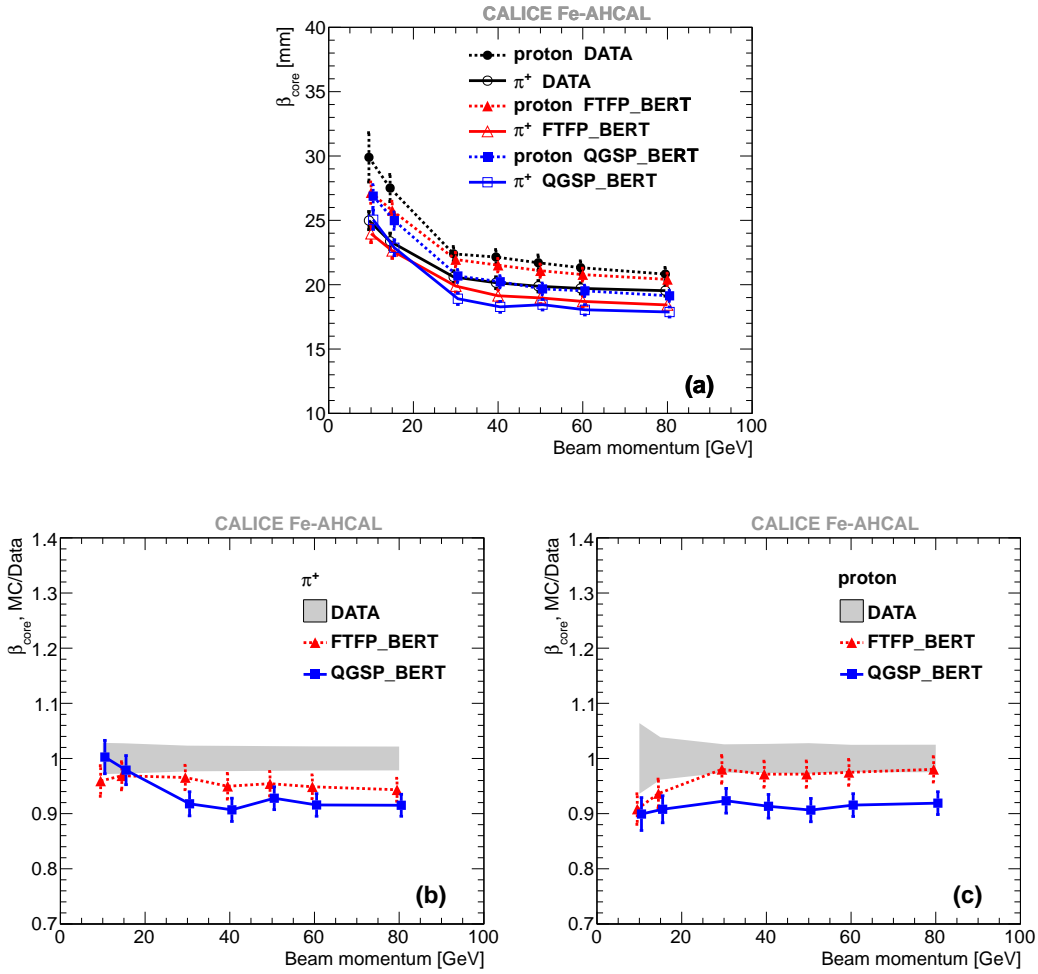 CALICE Fe-AHCAL
β_core [mm]
40
35
30
25
20
15
10
proton DATA
π⁺ DATA
proton FTFP_BERT
π⁺ FTFP_BERT
proton QGSP_BERT
π⁺ QGSP_BERT
(a)
0 20 40 60 80 100
Beam momentum [GeV]
CALICE Fe-AHCAL
β_core, MC/Data
1.4
1.3
1.2
1.1
1
0.9
0.8
0.7
π⁺
DATA
FTFP_BERT
QGSP_BERT
(b)
0 20 40 60 80 100
Beam momentum [GeV]
CALICE Fe-AHCAL
β_core, MC/Data
1.4
1.3
1.2
1.1
1
0.9
0.8
0.7
proton
DATA
FTFP_BERT
QGSP_BERT
(c)
0 20 40 60 80 100
Beam momentum [GeV]